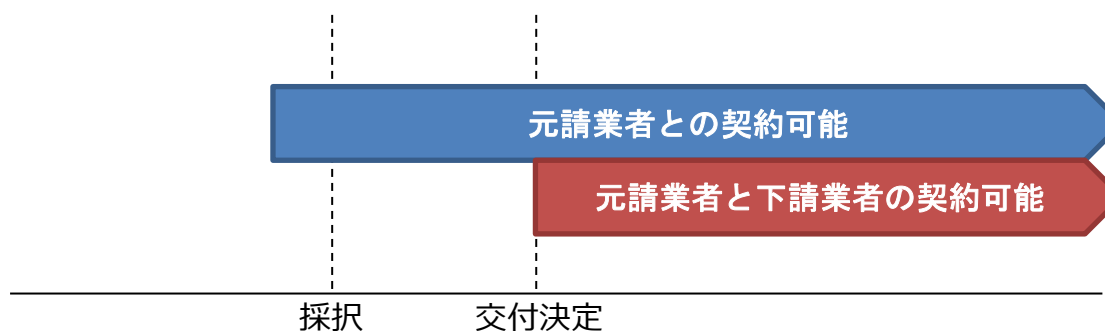 元請業者との契約可能
元請業者と下請業者の契約可能
採択
交付決定